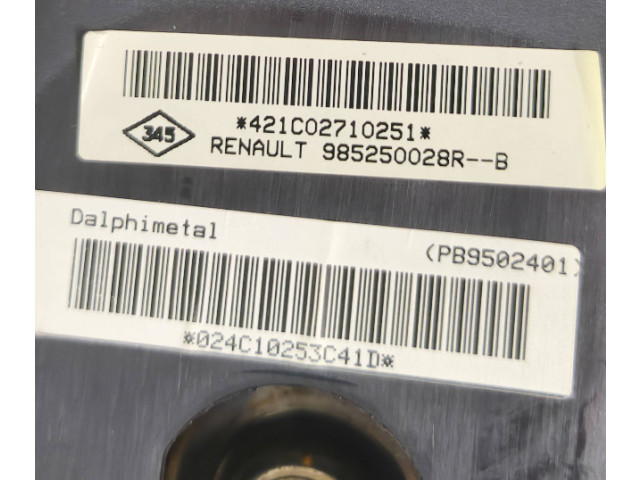 *421C02710251*
345
RENAULT 985250028R--B
Dalphimetal (PB9502401)
*024C10253C41D*